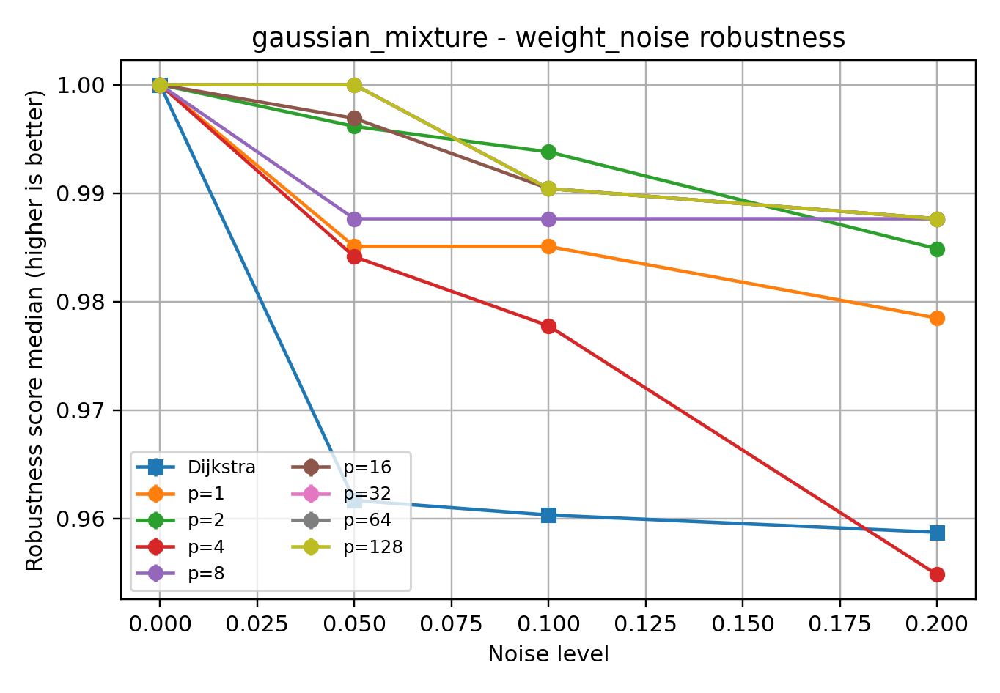 gaussian_mixture - weight_noise robustness
Robustness score median (higher is better)
1.00
0.99
0.98
0.97
0.96
Dijkstra
p=1
p=2
p=4
p=8
p=16
p=32
p=64
p=128
0.000 0.025 0.050 0.075 0.100 0.125 0.150 0.175 0.200
Noise level